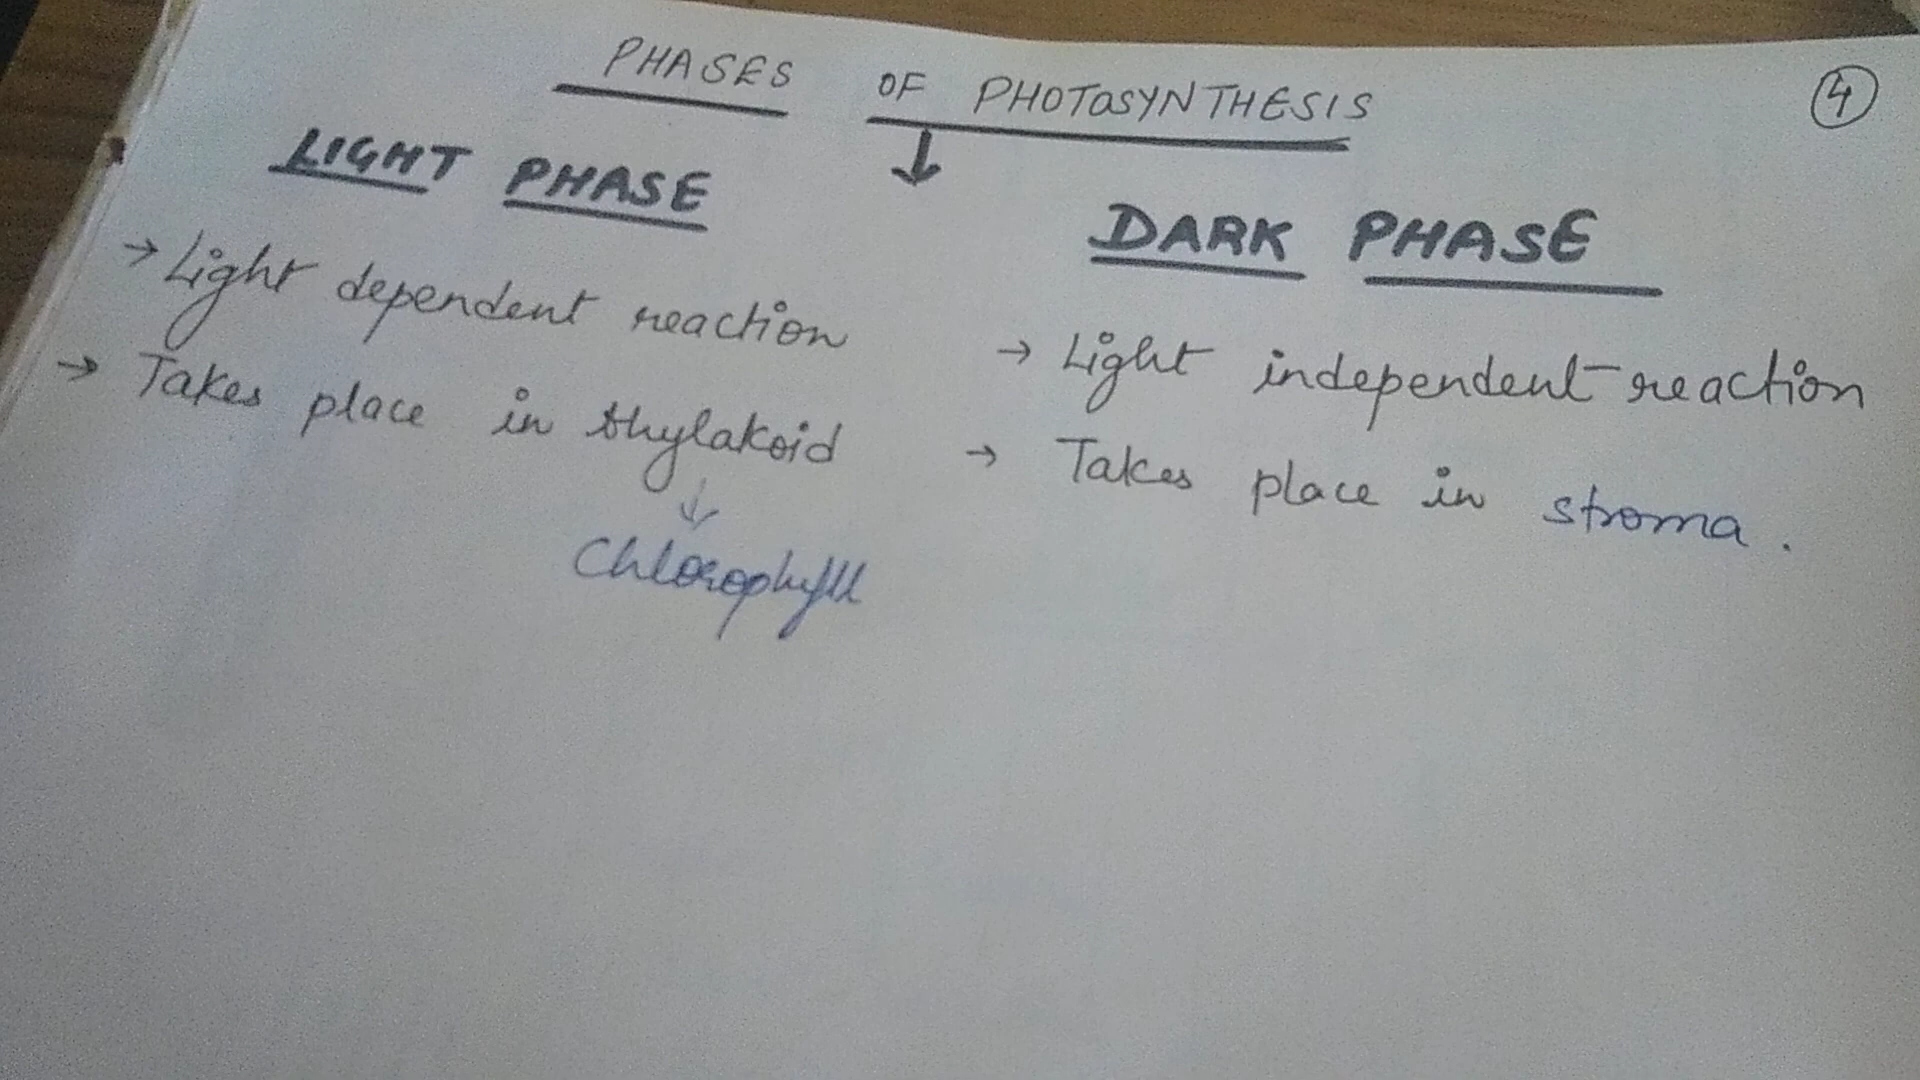 PHASES OF PHOTOSYNTHESIS
4
↓
LIGHT PHASE
→ Light dependent reaction
→ Takes place in thylakoid
↓
Chlorophyll
DARK PHASE
→ Light independent reaction
→ Takes place in stroma.